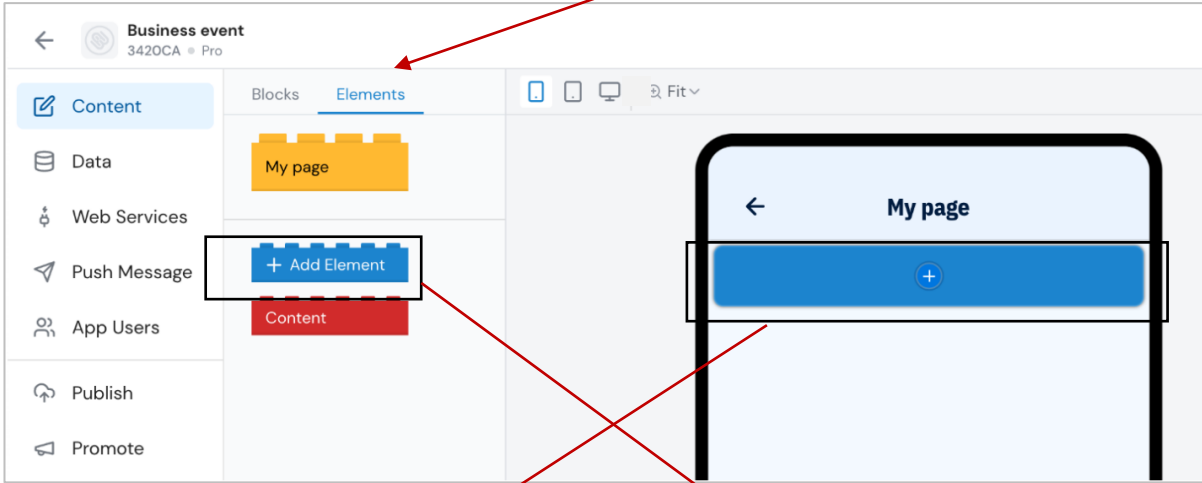 Business event
3420CA • Pro
Content
Data
Web Services
Push Message
App Users
Publish
Promote
Blocks Elements
My page
+ Add Element
Content
Fit
My page